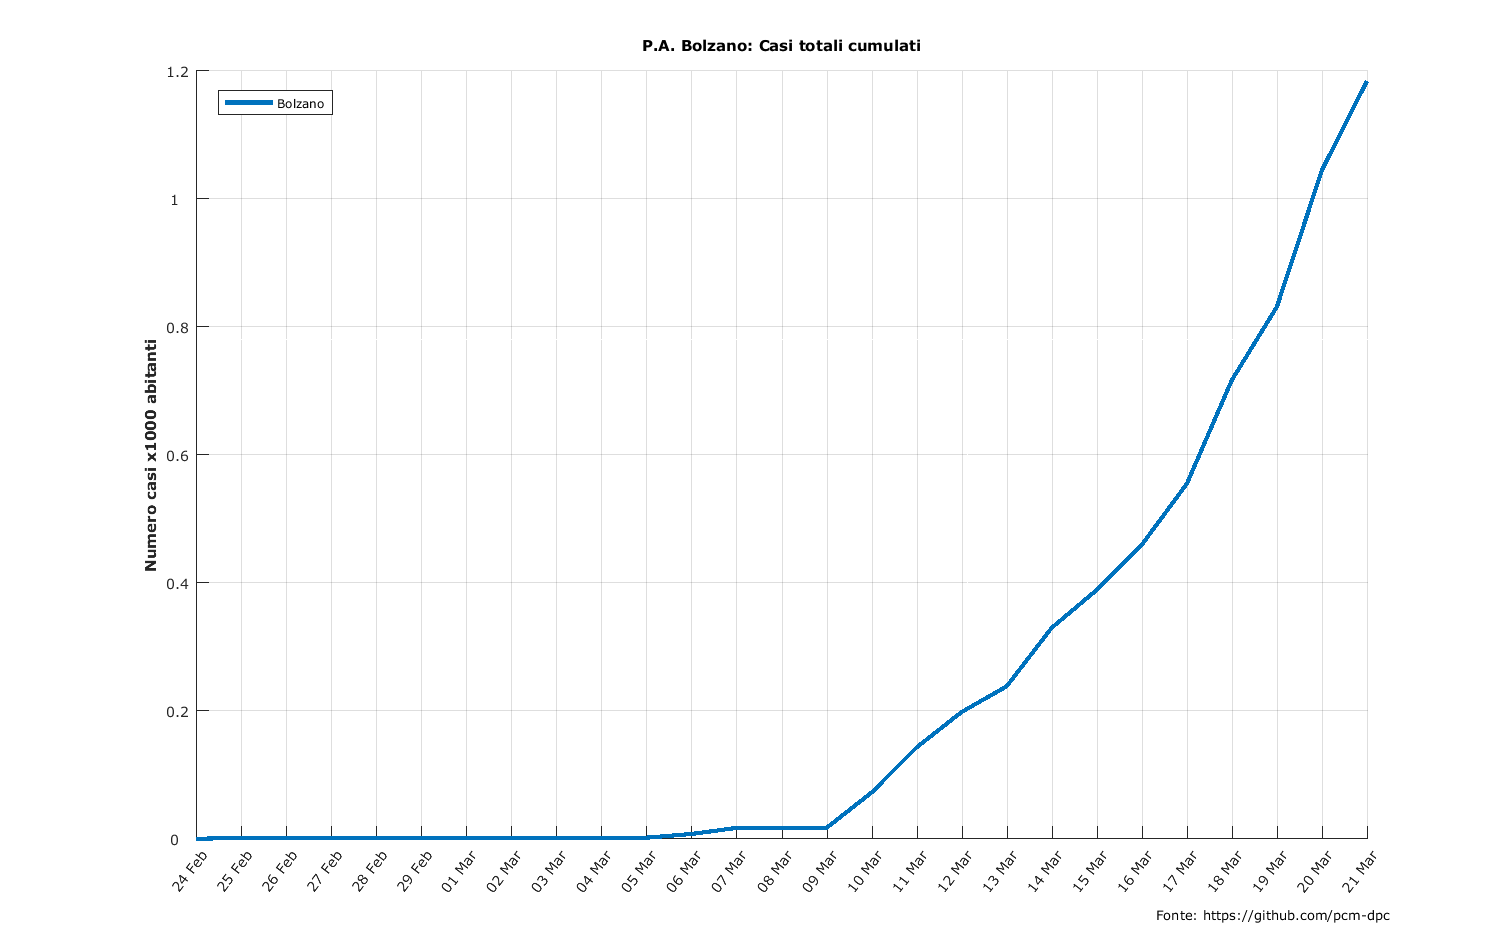 P.A. Bolzano: Casi totali cumulati
Bolzano
Numero casi x1000 abitanti
1.2
1
0.8
0.6
0.4
0.2
0
24 Feb
25 Feb
26 Feb
27 Feb
28 Feb
29 Feb
01 Mar
02 Mar
03 Mar
04 Mar
05 Mar
06 Mar
07 Mar
08 Mar
09 Mar
10 Mar
11 Mar
12 Mar
13 Mar
14 Mar
15 Mar
16 Mar
17 Mar
18 Mar
19 Mar
20 Mar
21 Mar
Fonte: https://github.com/pcm-dpc